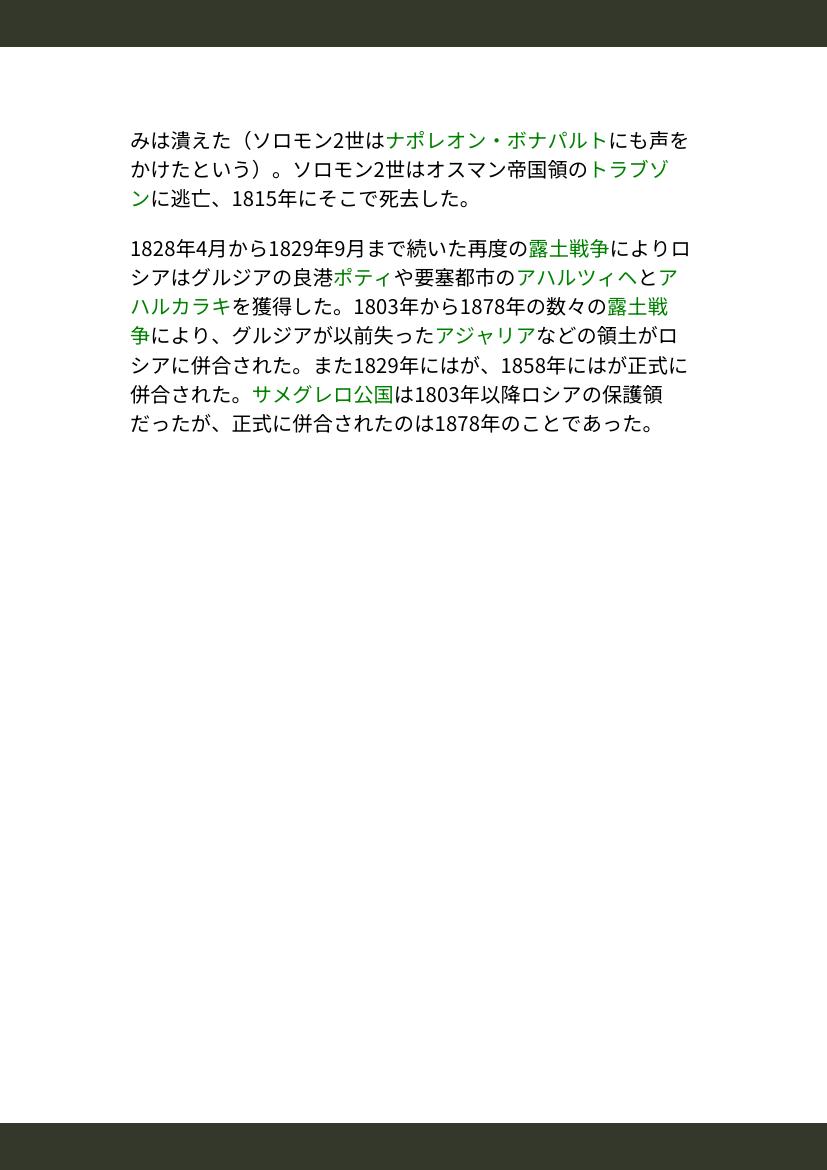 みは潰えた（ソロモン2世はナポレオン・ボナパルトにも声を
かけたという）。ソロモン2世はオスマン帝国領のトラブゾ
ンに逃亡、1815年にそこで死去した。
1828年4月から1829年9月まで続いた再度の露土戦争によりロ
シアはグルジアの良港ポティや要塞都市のアハルツィヘとア
ハルカラキを獲得した。1803年から1878年の数々の露土戦
争により、グルジアが以前失ったアジャリアなどの領土がロ
シアに併合された。また1829年にはが、1858年にはが正式に
併合された。サメグレロ公国は1803年以降ロシアの保護領
だったが、正式に併合されたのは1878年のことであった。